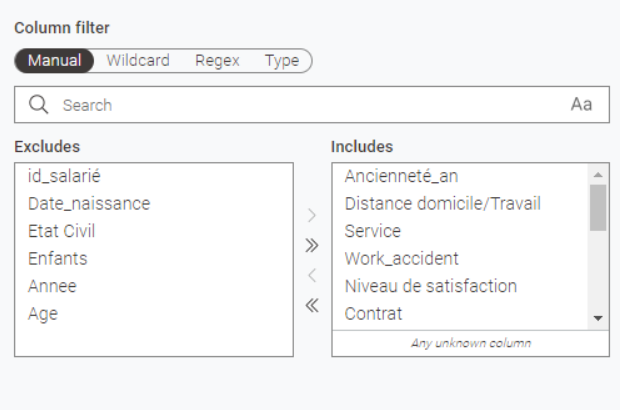 Column filter
Manual Wildcard Regex Type
Search Aa
Excludes
id_salarié
Date_naissance
Etat Civil
Enfants
Annee
Age
Includes
Ancienneté_an
Distance domicile/Travail
Service
Work_accident
Niveau de satisfaction
Contrat
Any unknown column